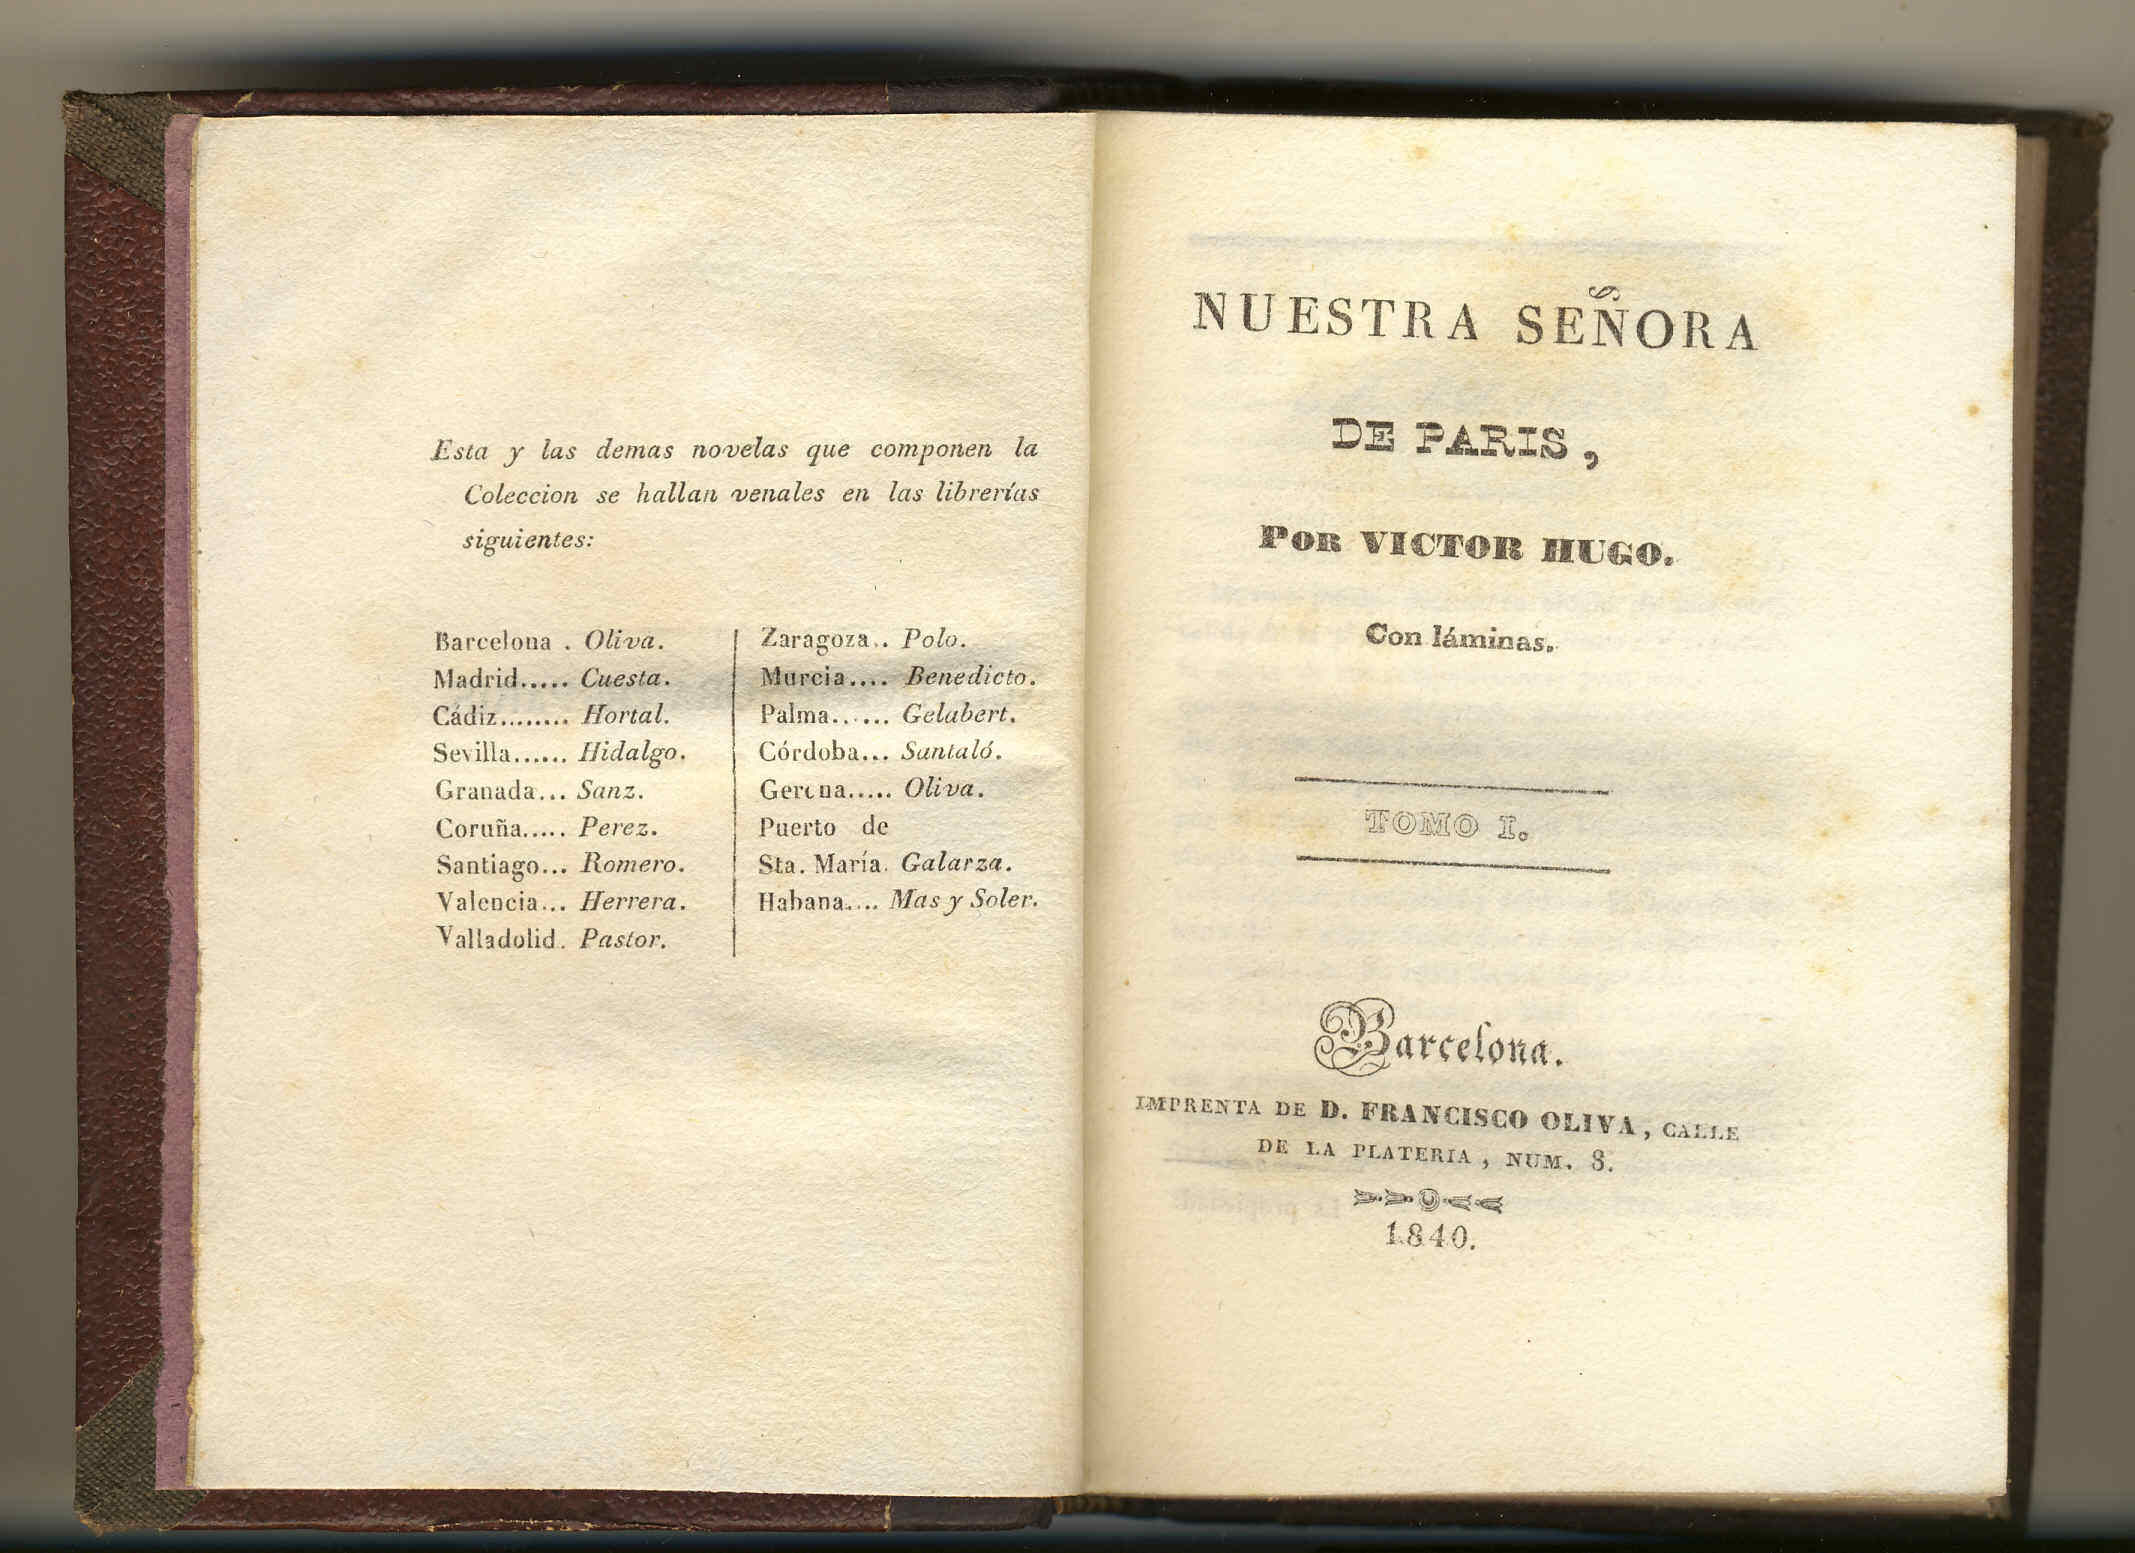 Esta y las demas novelas que componen la
Coleccion se hallan venales en las librerías
siguientes:
Barcelona . Oliva.
Madrid..... Cuesta.
Cádiz........ Hortal.
Sevilla...... Hidalgo.
Granada... Sanz.
Coruña..... Perez.
Santiago... Romero.
Valencia... Herrera.
Valladolid. Pastor.
Zaragoza.. Polo.
Murcia.... Benedicto.
Palma...... Gelabert.
Córdoba... Santaló.
Gerona..... Oliva.
Puerto de
Sta. María. Galarza.
Habana.... Mas y Soler.
NUESTRA SEÑORA
DE PARIS,
POR VICTOR HUGO.
Con láminas.
TOMO I.
Barcelona.
IMPRENTA DE D. FRANCISCO OLIVA, CALLE
DE LA PLATERIA, NUM. 8.
1840.